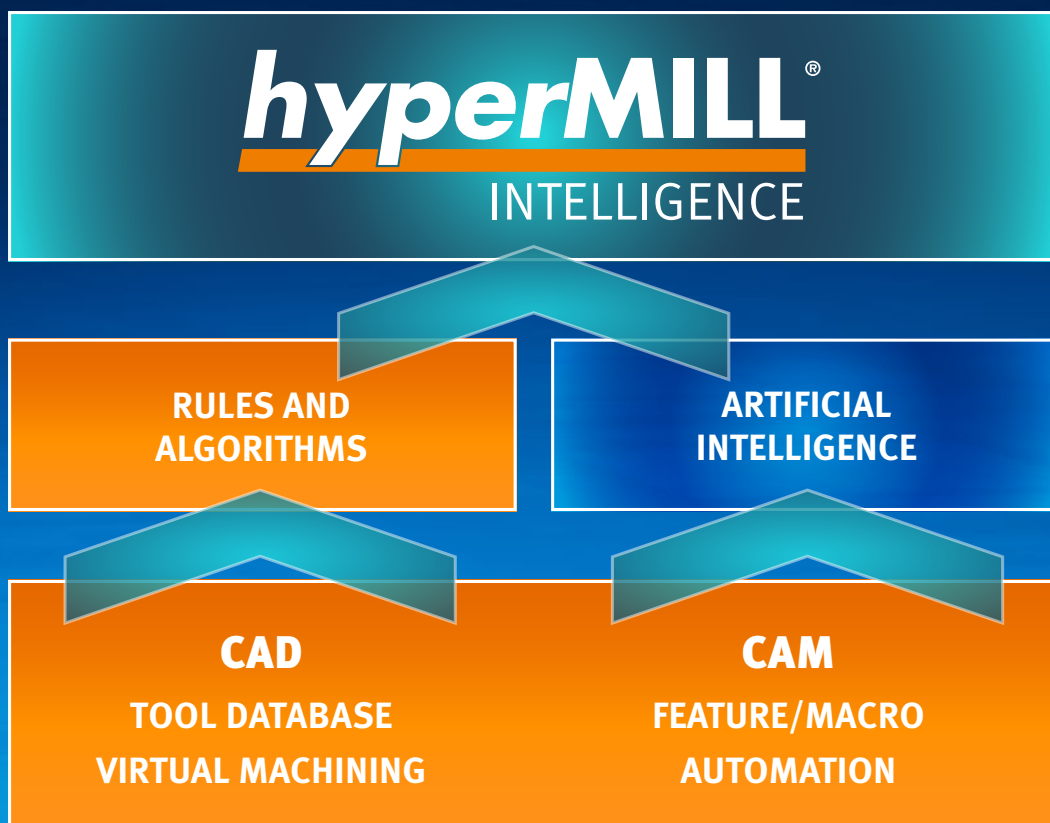 hyperMILL®
INTELLIGENCE
RULES AND
ALGORITHMS
ARTIFICIAL
INTELLIGENCE
CAD
TOOL DATABASE
VIRTUAL MACHINING
CAM
FEATURE/MACRO
AUTOMATION